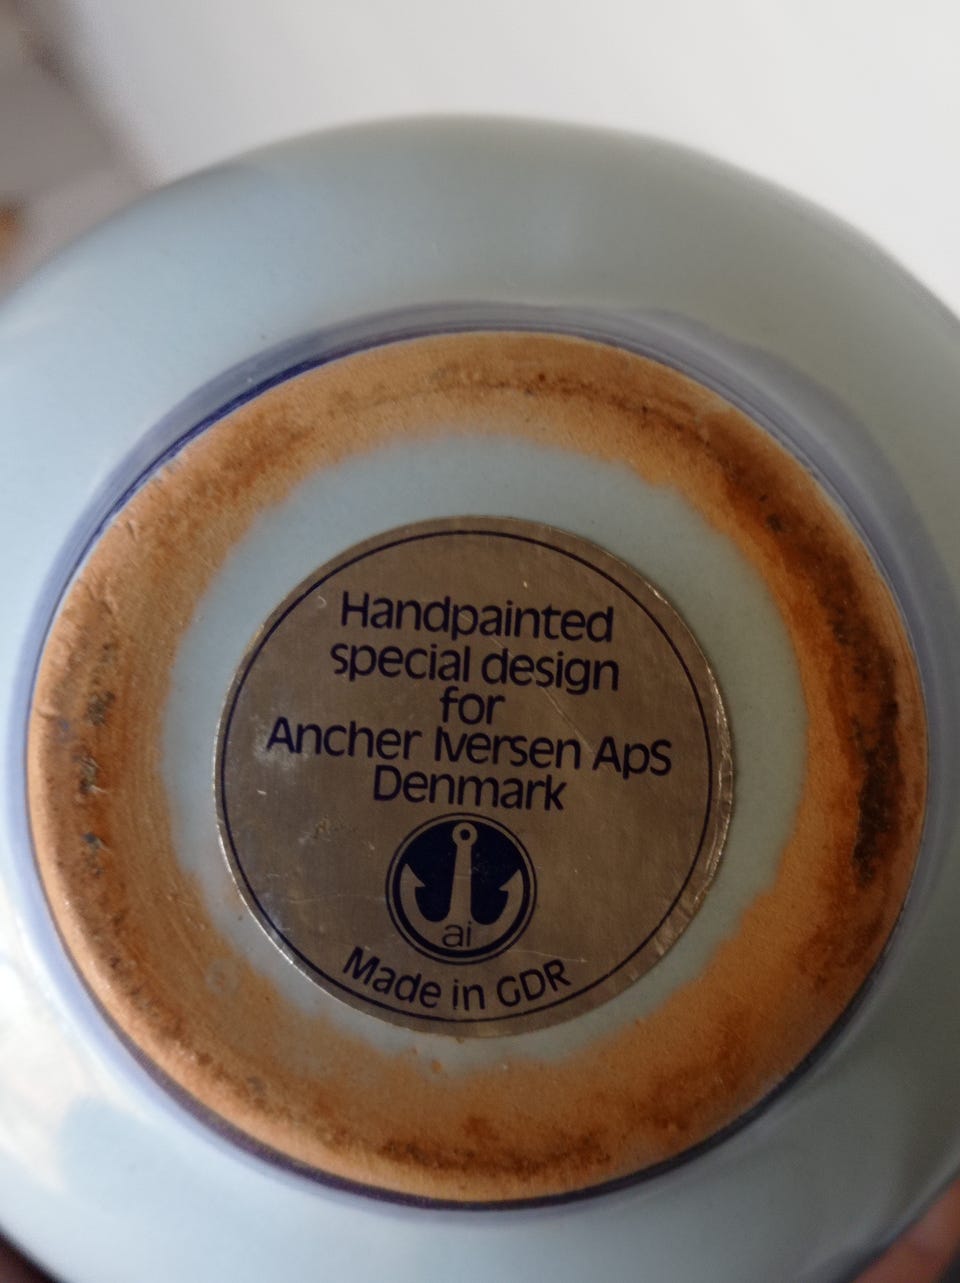 Handpainted
special design
for
Ancher Iversen ApS
Denmark
ai
Made in GDR